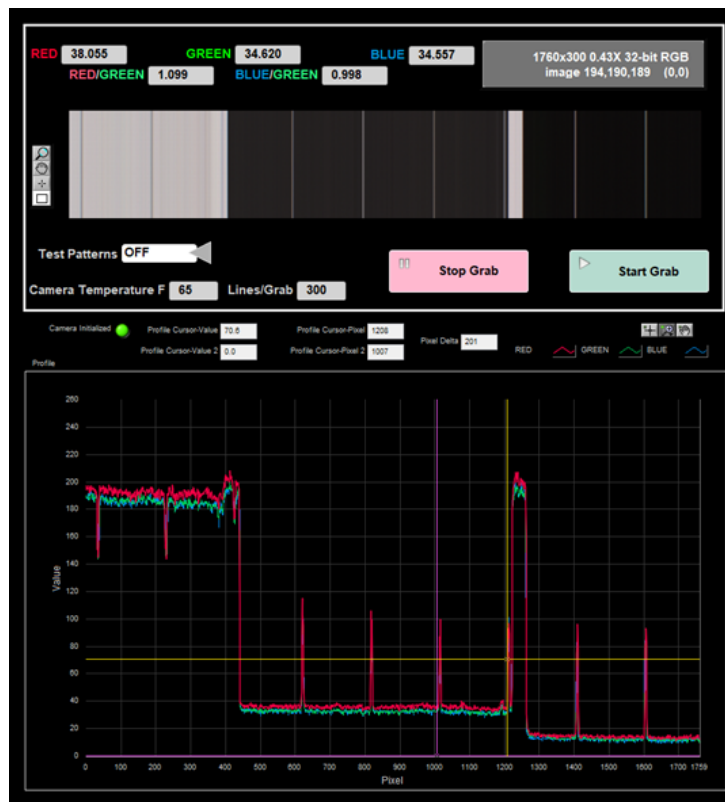 RED 38.055 GREEN 34.620 BLUE 34.557
RED/GREEN 1.099 BLUE/GREEN 0.998
1760x300 0.43X 32-bit RGB
image 194,190,189 (0,0)
Test Patterns OFF
Stop Grab
Start Grab
Camera Temperature F 65 Lines/Grab 300
Camera Initialized Profile Cursor-Value 70.6 Profile Cursor-Pixel 1208
Profile Cursor-Value 2 0.0 Profile Cursor-Pixel 2 1007
Pixel Delta 201
RED GREEN BLUE
Profile
260
240
220
200
180
160
140
120
100
80
60
40
20
0
Value
0 100 200 300 400 500 600 700 800 900 1000 1100 1200 1300 1400 1500 1600 1700 1759
Pixel